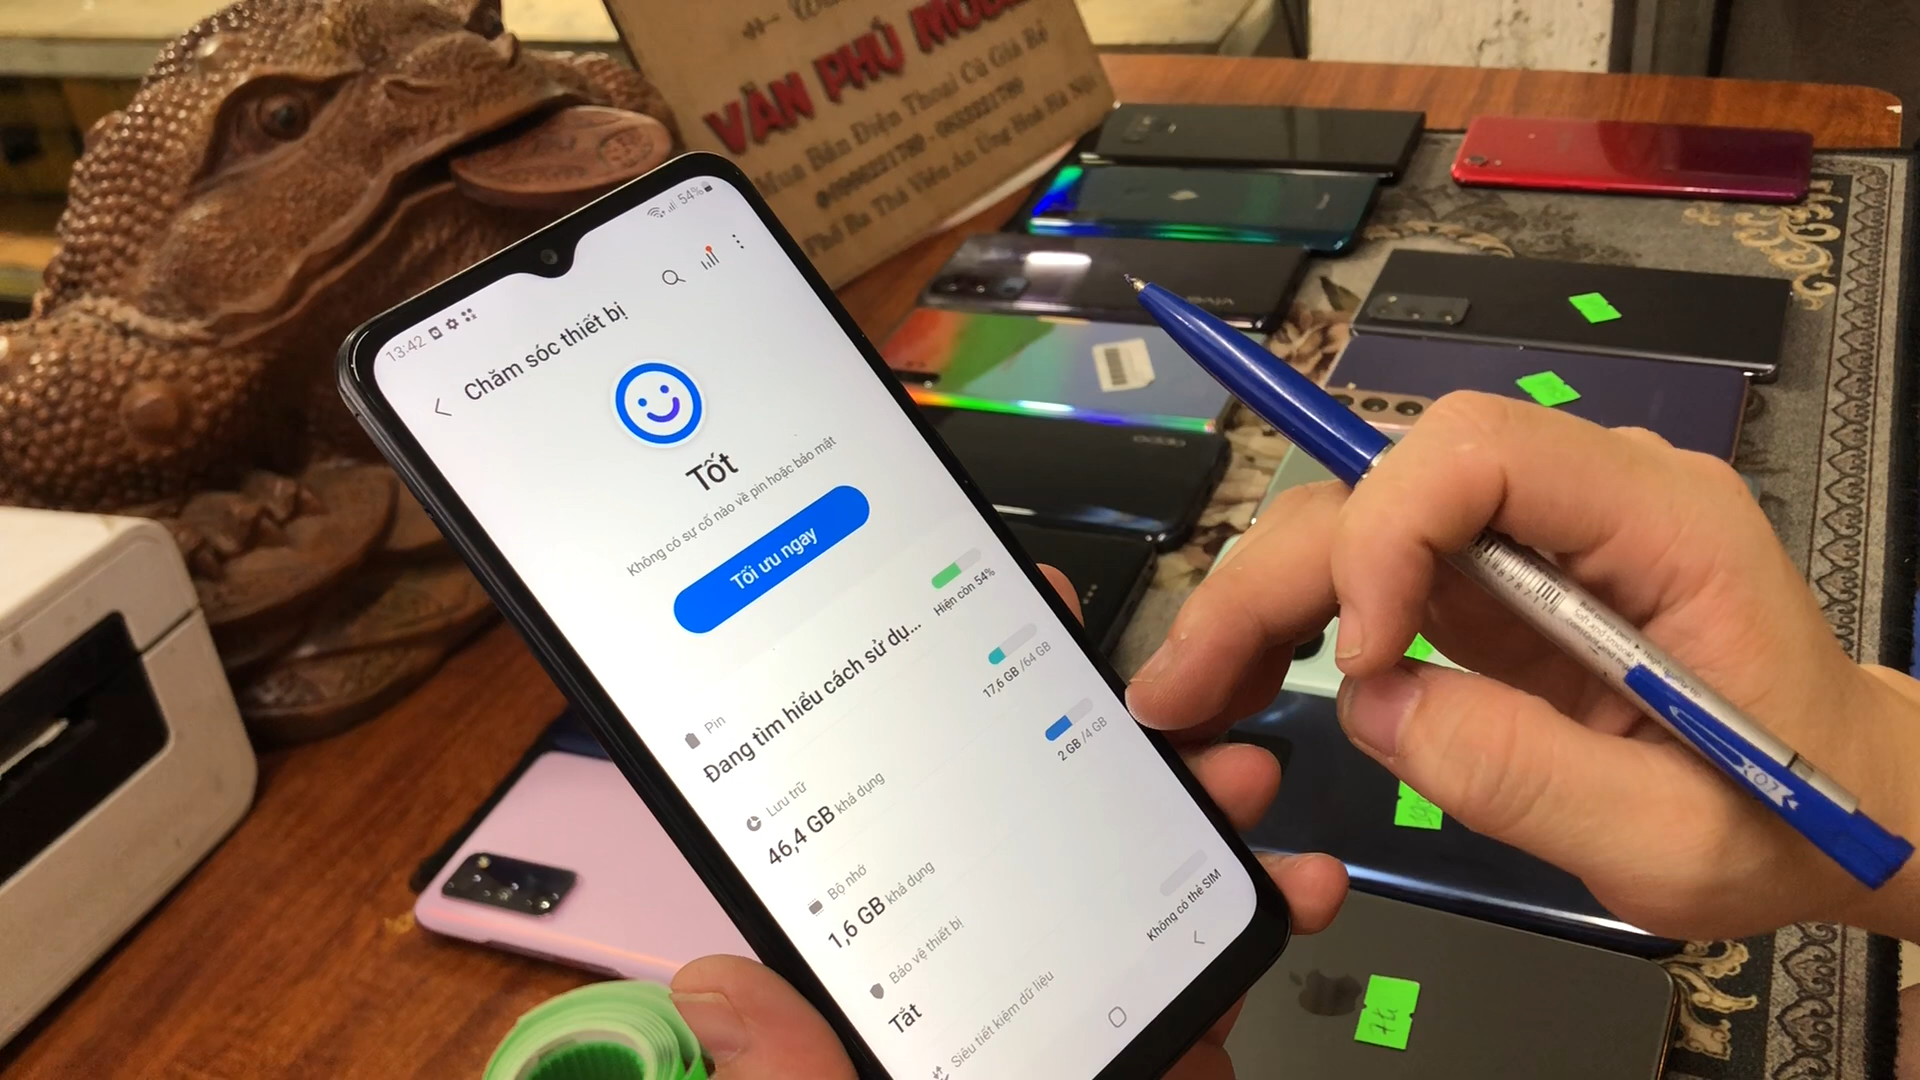 VĂN PHÚ
Mua Bán Điện Thoại Cũ Giá Rẻ
13:42
54%
Chăm sóc thiết bị
Tốt
Không có sự cố nào về pin hoặc bảo mật
Tối ưu ngay
Pin
Đang tìm hiểu cách sử dụ...
Hiện còn 54%
Lưu trữ
46,4 GB khả dụng
17,6 GB /64 GB
Bộ nhớ
1,6 GB khả dụng
2 GB /4 GB
Bảo vệ thiết bị
Tắt
Siêu tiết kiệm dữ liệu
Không có thẻ SIM
oppo